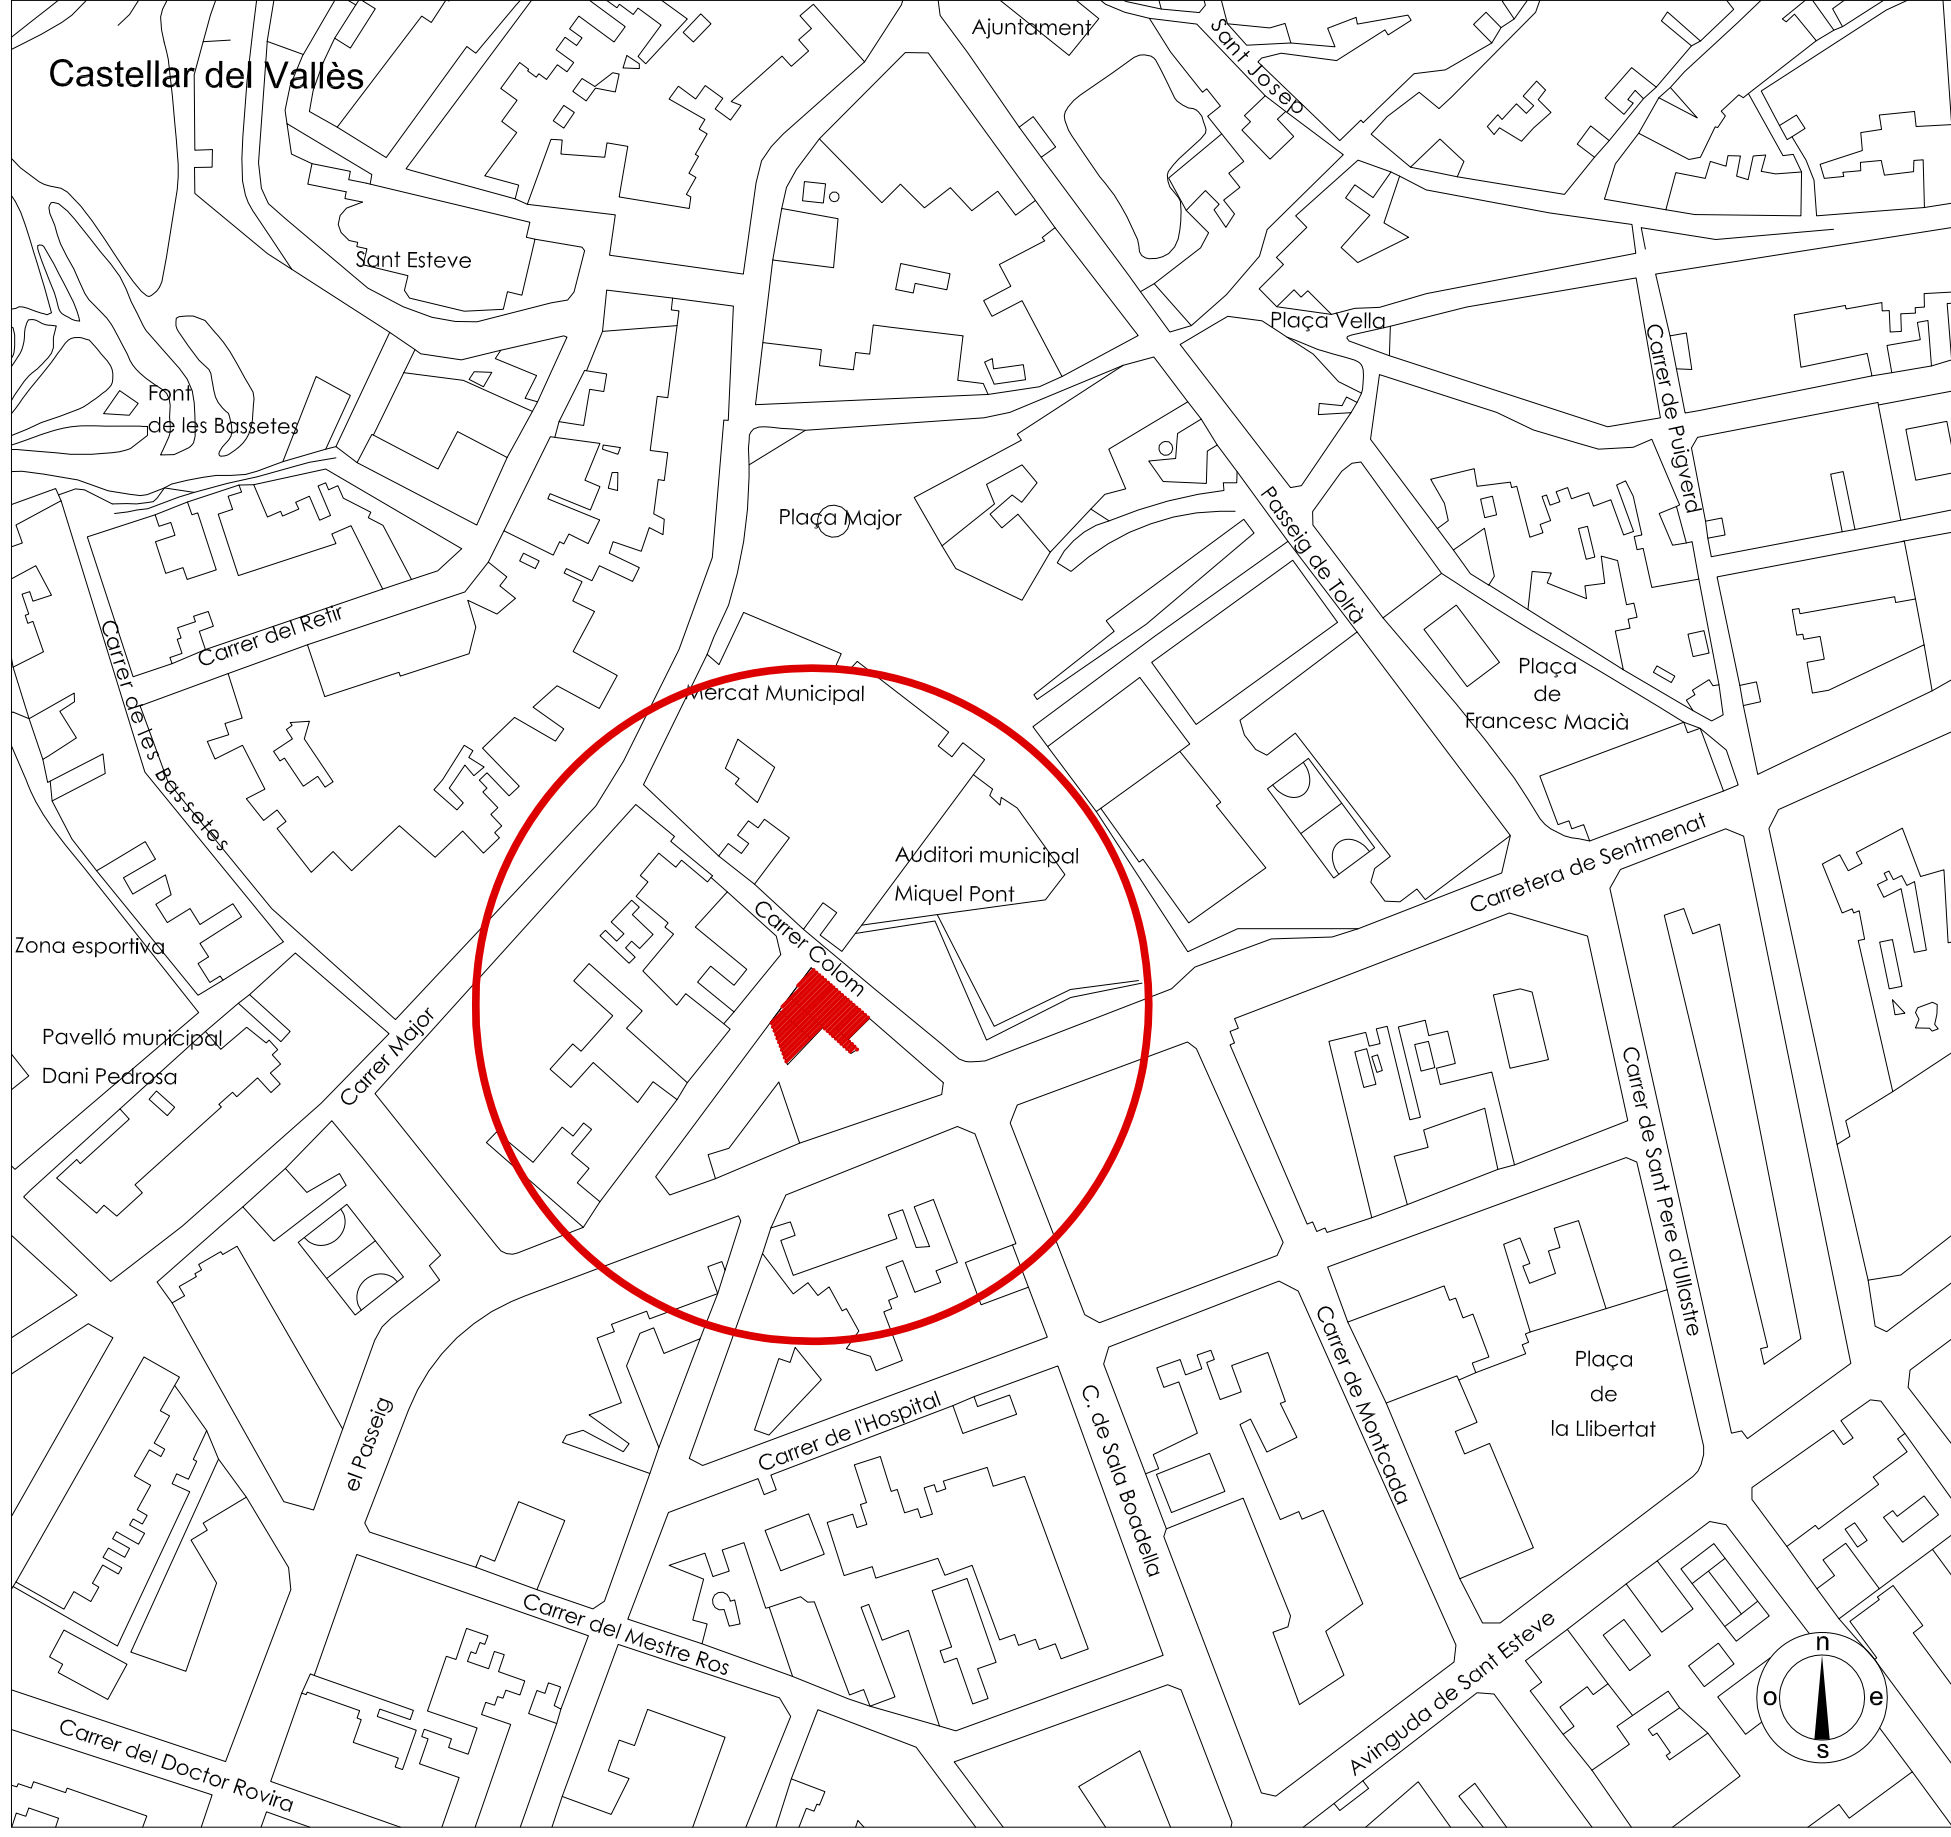 Ajuntament
Sant Josep
Castellar del Vallès
Sant Esteve
Plaça Vella
Carrer de Puigverd
Font
de les Bassetes
Plaça Major
Passeig de Tolrà
Carrer del Retir
Carrer de les Bassetes
Plaça
de
Francesc Macià
Mercat Municipal
Auditori municipal
Miquel Pont
Carretera de Sentmenat
Carrer Colom
Zona esportiva
Pavelló municipal
Dani Pedrosa
Carrer Major
Carrer de Sant Pere d'Ullastre
Carrer de Montcada
Plaça
de
la Llibertat
el Passeig
Carrer de l'Hospital
C. de Sala Boadella
Carrer del Mestre Ros
Avinguda de Sant Esteve
Carrer del Doctor Rovira
n
o
e
s